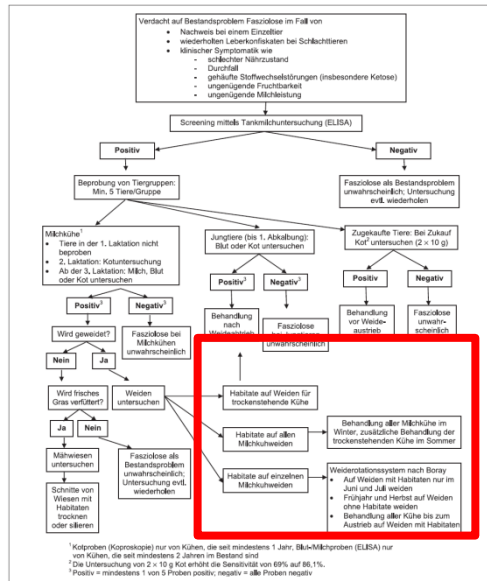 Verdacht auf Bestandsproblem Fasziolose im Fall von
• Nachweis bei einem Einzeltier
• wiederholten Leberkonfiskaten bei Schlachttieren
• klinischer Symptomatik wie
- schlechter Nährzustand
- Durchfall
- gehäufte Stoffwechselstörungen (insbesondere Ketose)
- ungenügende Fruchtbarkeit
- ungenügende Milchleistung
Screening mittels Tankmilchuntersuchung (ELISA)
Positiv
Negativ
Beprobung von Tiergruppen:
Min. 5 Tiere/Gruppe
Fasziolose als Bestandsproblem
unwahrscheinlich; Untersuchung
evtl. wiederholen
Milchkühe¹
• Tiere in der 1. Laktation nicht
beproben
• 2. Laktation: Kotuntersuchung
• Ab der 3. Laktation: Milch, Blut
oder Kot untersuchen
Jungtiere (bis 1. Abkalbung):
Blut oder Kot untersuchen
Zugekaufte Tiere: Bei Zukauf
Kot² untersuchen (2 × 10 g)
Positiv³
Negativ³
Positiv³
Negativ³
Positiv
Negativ
Wird geweidet?
Fasziolose bei
Milchkühen
unwahrscheinlich
Behandlung
nach
Fasziolose
unwahrscheinlich
Behandlung
vor Weide-
austrieb
Fasziolose
unwahr-
scheinlich
Nein
Ja
Wird frisches
Gras verfüttert?
Weiden
untersuchen
Habitate auf Weiden für
trockenstehende Kühe
Habitate auf allen
Milchkuhweiden
Behandlung aller Milchkühe im
Winter, zusätzliche Behandlung der
trockenstehenden Kühe im Sommer
Habitate auf einzelnen
Milchkuhweiden
Weiderotationssystem nach Boray
• Auf Weiden mit Habitaten nur im
Juni und Juli weiden
• Frühjahr und Herbst auf Weiden
ohne Habitate weiden
• Behandlung aller Kühe bis zum
Austrieb auf Weiden mit Habitaten
Ja
Nein
Mähwiesen
untersuchen
Fasziolose als
Bestandsproblem
unwahrscheinlich;
Untersuchung evtl.
wiederholen
Schnitte von
Wiesen mit
Habitaten
trocknen
oder silieren
¹ Kotproben (Koproskopie) nur von Kühen, die seit mindestens 1 Jahr, Blut-/Milchproben (ELISA) nur
von Kühen, die seit mindestens 2 Jahren im Bestand sind
² Die Untersuchung von 2 × 10 g Kot erhöht die Sensitivität von 69% auf 86,1%.
³ Positiv = mindestens 1 von 5 Proben positiv; negativ = alle Proben negativ